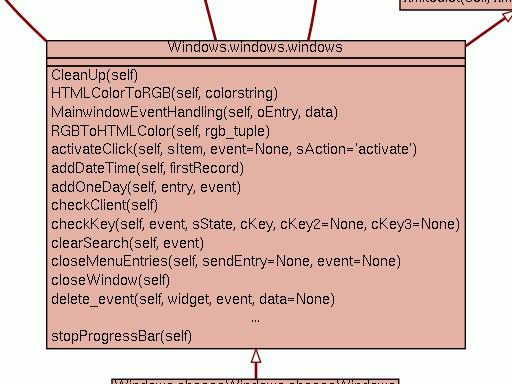 Windows.windows.windows
CleanUp(self)
HTMLColorToRGB(self, colorstring)
MainwindowEventHandling(self, oEntry, data)
RGBToHTMLColor(self, rgb_tuple)
activateClick(self, sItem, event=None, sAction='activate')
addDateTime(self, firstRecord)
addOneDay(self, entry, event)
checkClient(self)
checkKey(self, event, sState, cKey, cKey2=None, cKey3=None)
clearSearch(self, event)
closeMenuEntries(self, sendEntry=None, event=None)
closeWindow(self)
delete_event(self, widget, event, data=None)
...
stopProgressBar(self)